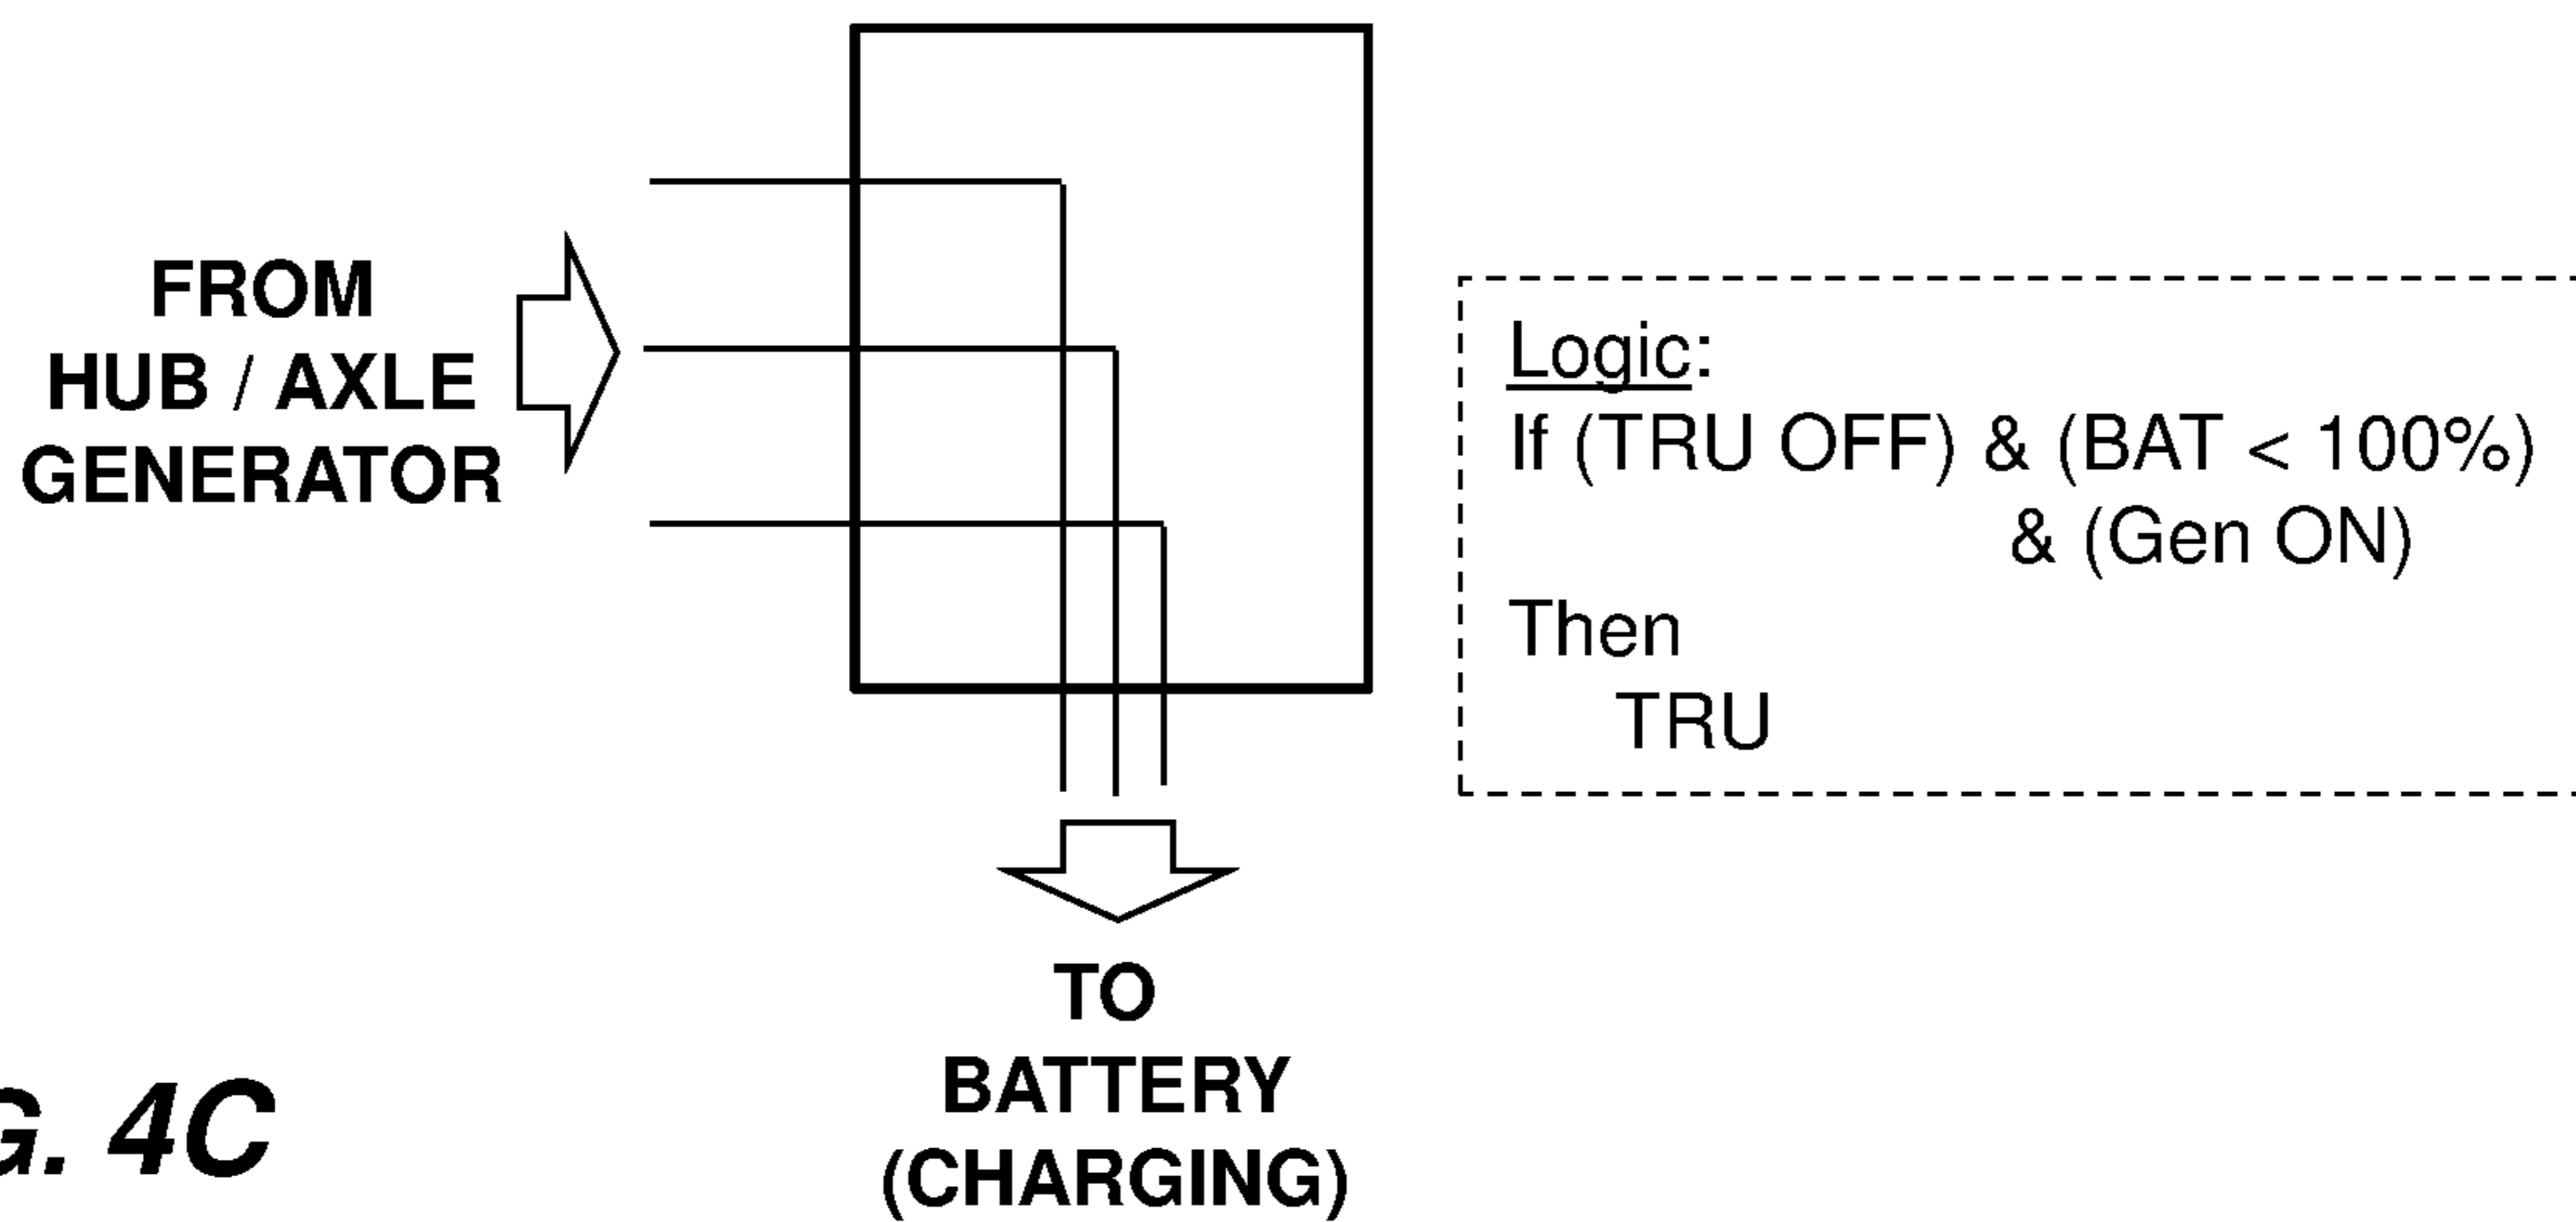 FROM
HUB / AXLE
GENERATOR
Logic:
If (TRU OFF) & (BAT < 100%)
& (Gen ON)
Then
TRU
TO
BATTERY
(CHARGING)
G. 4C